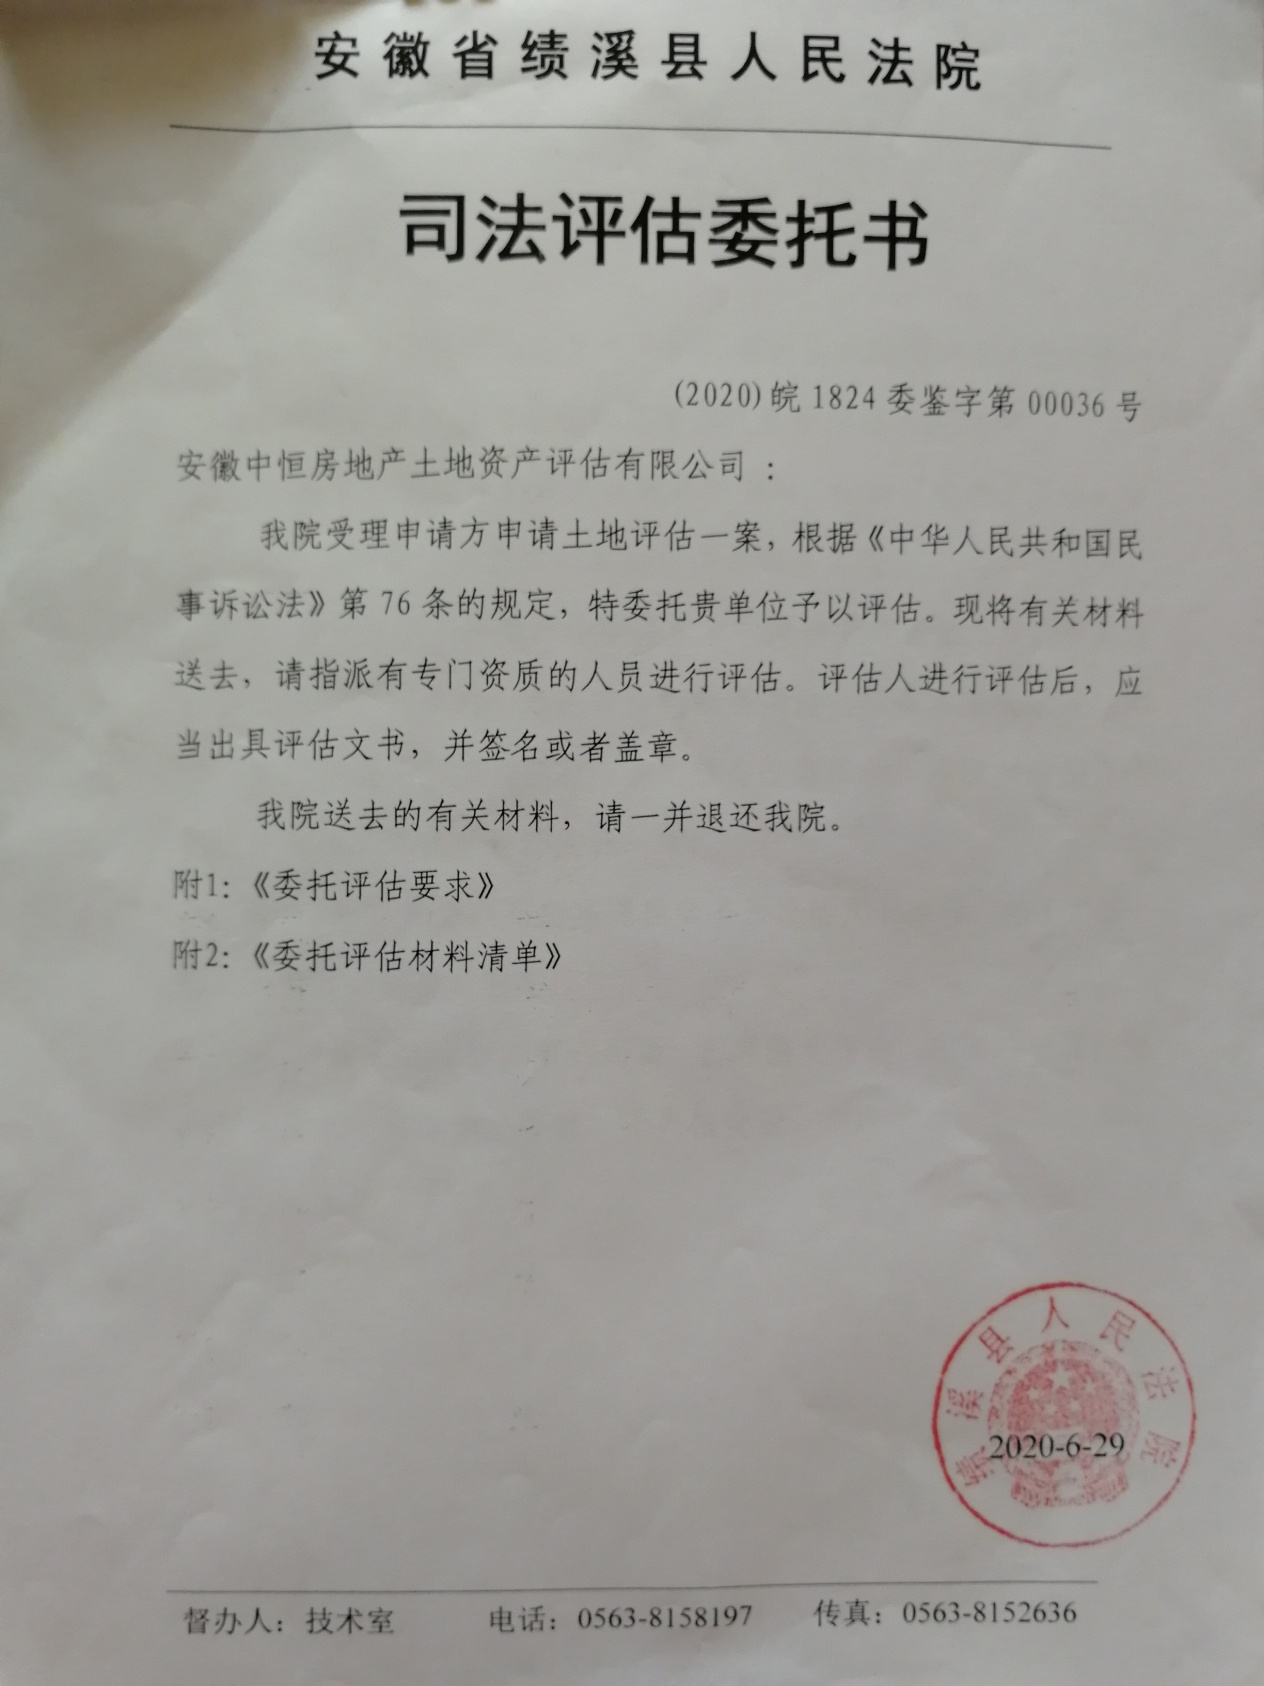 安徽省绩溪县人民法院
司法评估委托书
(2020)皖1824委鉴字第00036号
安徽中恒房地产土地资产评估有限公司：
我院受理申请方申请土地评估一案，根据《中华人民共和国民
事诉讼法》第76条的规定，特委托贵单位予以评估。现将有关材料
送去，请指派有专门资质的人员进行评估。评估人进行评估后，应
当出具评估文书，并签名或者盖章。
我院送去的有关材料，请一并退还我院。
附1：《委托评估要求》
附2：《委托评估材料清单》
绩溪县人民法院
2020-6-29
督办人：技术室 电话：0563-8158197 传真：0563-8152636